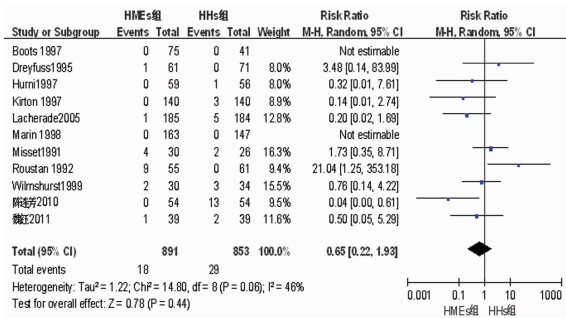 HMEs组 HHs组 Risk Ratio Risk Ratio
Study or Subgroup Events Total Events Total Weight M-H, Random, 95% CI M-H, Random, 95% CI
Boots 1997 0 75 0 41 Not estimable
Dreyfuss1995 1 61 0 71 8.0% 3.48 [0.14, 83.99]
Hurni1997 0 59 1 56 8.0% 0.32 [0.01, 7.61]
Kirton 1997 0 140 3 140 8.9% 0.14 [0.01, 2.74]
Lacherade2005 1 185 5 184 12.8% 0.20 [0.02, 1.69]
Marin 1998 0 163 0 147 Not estimable
Misset1991 4 30 2 26 16.8% 1.73 [0.35, 8.71]
Roustan 1992 9 55 0 61 9.4% 21.04 [1.25, 353.18]
Wilmshurst1999 2 30 3 34 15.9% 0.76 [0.14, 4.22]
陈连芳2010 0 54 13 54 9.6% 0.04 [0.00, 0.61]
魏钰2011 1 39 2 39 11.6% 0.50 [0.05, 5.29]
Total (95% CI) 891 853 100.0% 0.65 [0.22, 1.93]
Total events 18 29
Heterogeneity: Tau² = 1.22; Chi² = 14.80, df = 8 (P = 0.06); I² = 46%
Test for overall effect: Z = 0.78 (P = 0.44)
0.001 0.1 1 10 1000
HMEs组 HHs组